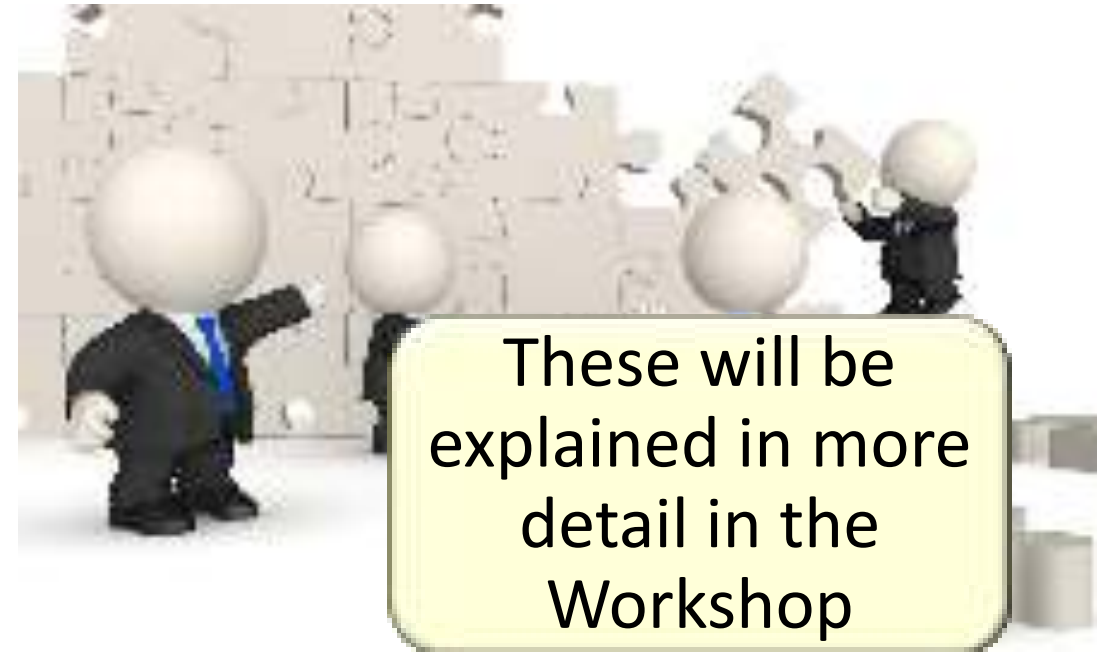 These will be
explained in more
detail in the
Workshop